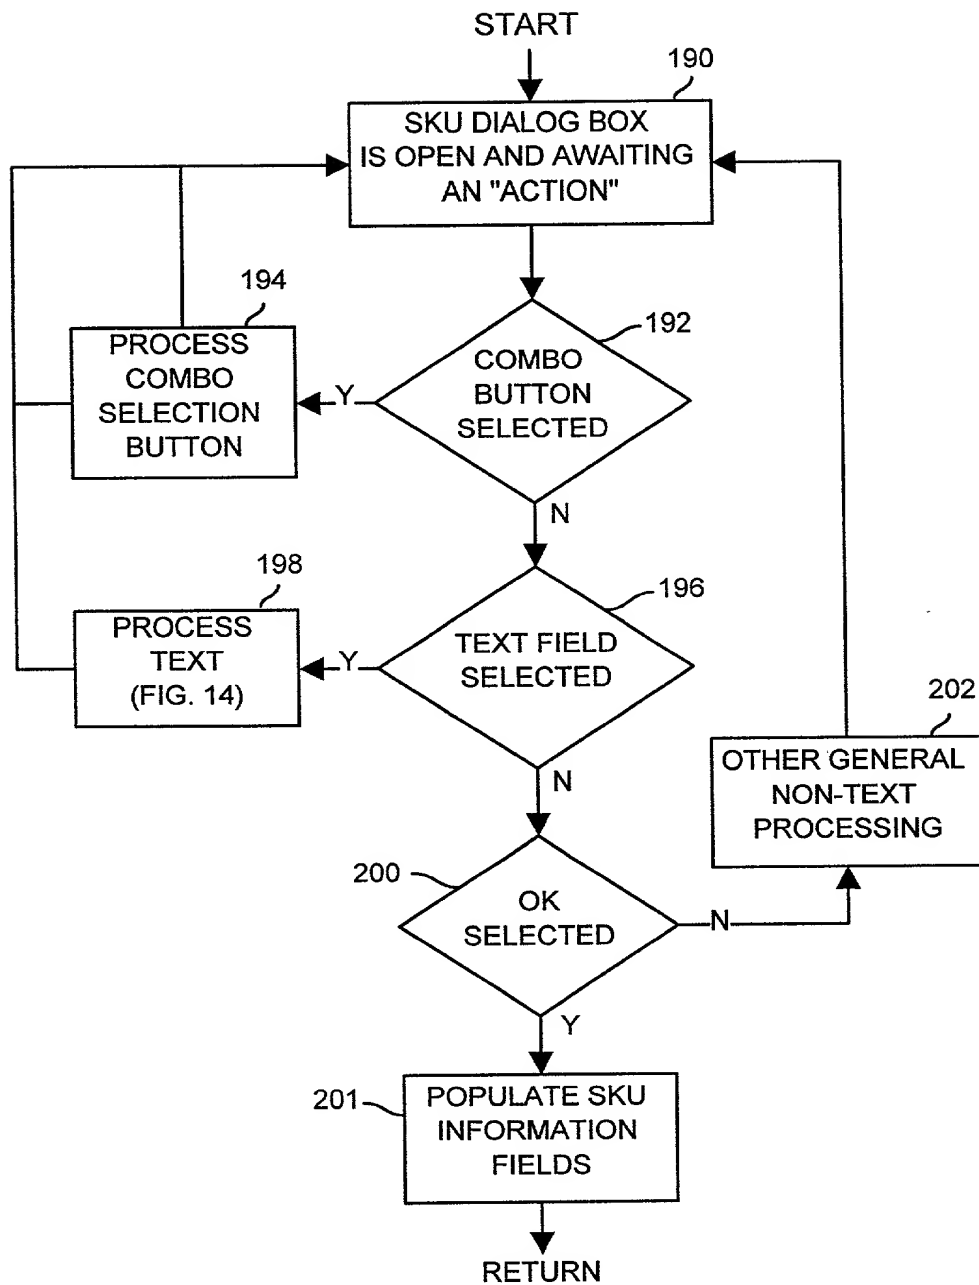 START
190
SKU DIALOG BOX
IS OPEN AND AWAITING
AN "ACTION"
194
PROCESS
COMBO
SELECTION
BUTTON
Y
192
COMBO
BUTTON
SELECTED
N
198
PROCESS
TEXT
(FIG. 14)
Y
196
TEXT FIELD
SELECTED
N
202
OTHER GENERAL
NON-TEXT
PROCESSING
200
OK
SELECTED
N
Y
201
POPULATE SKU
INFORMATION
FIELDS
RETURN